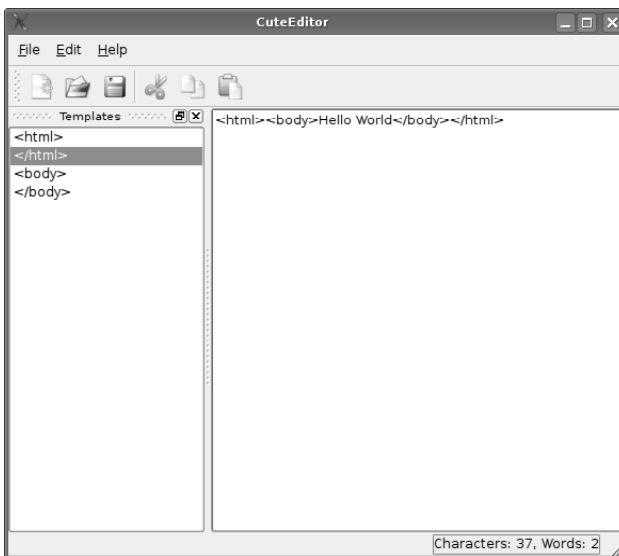 CuteEditor
File Edit Help
Templates
<html>
</html>
<body>
</body>
<html><body>Hello World</body></html>
Characters: 37, Words: 2